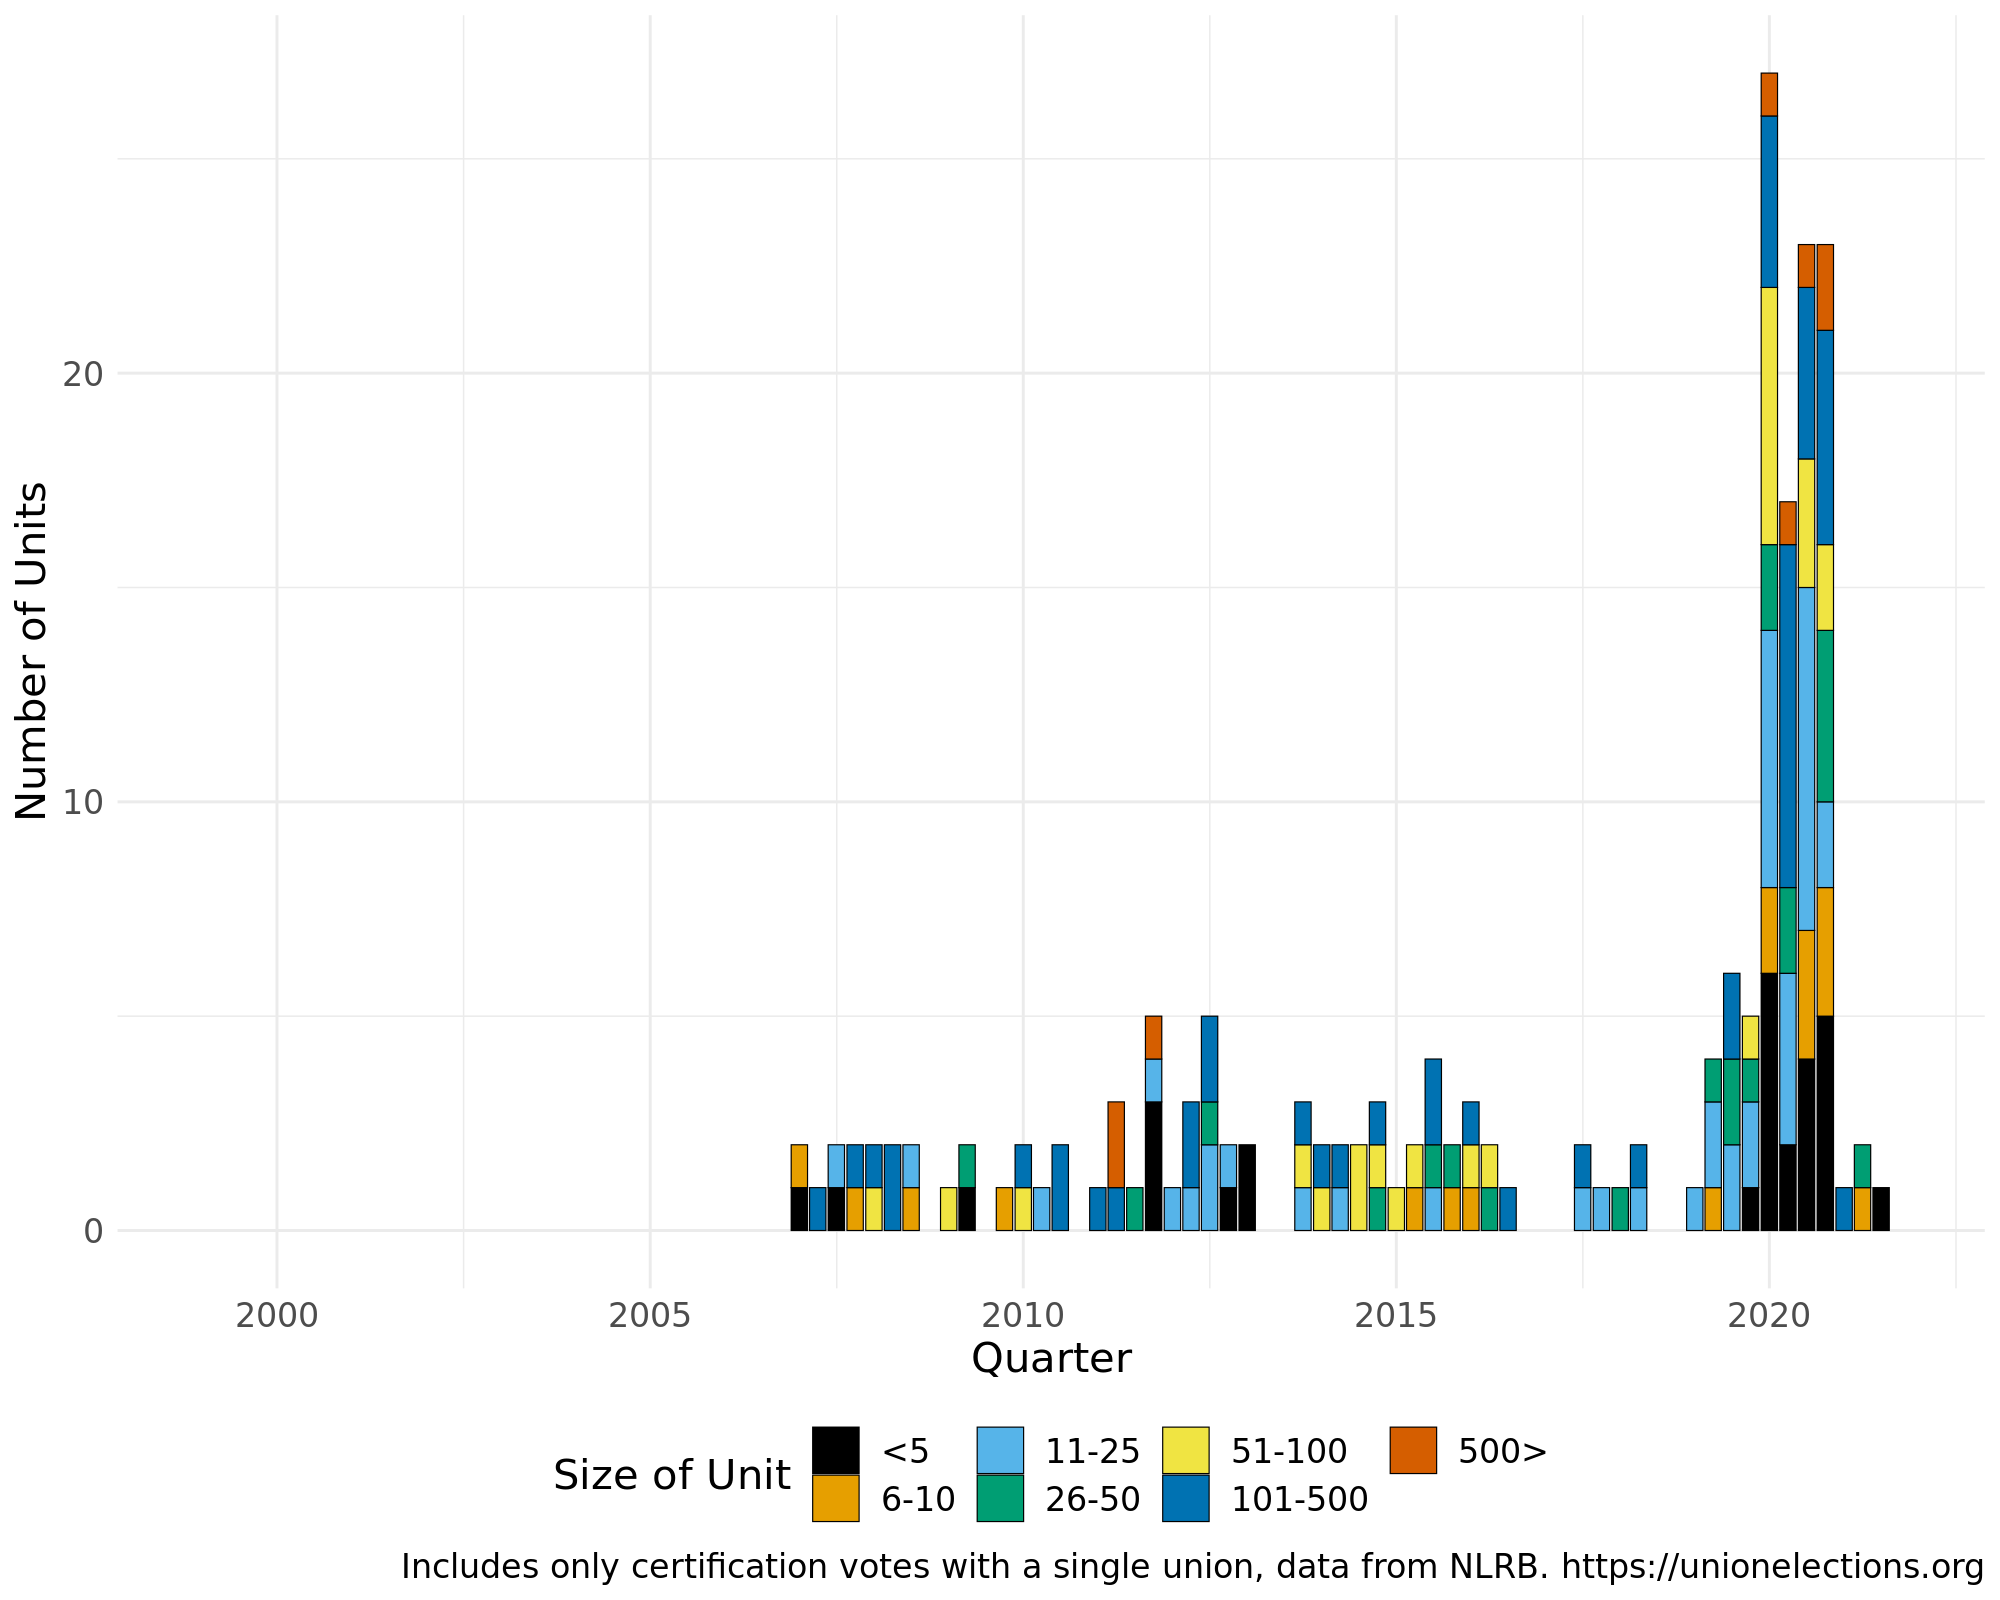 20
10
0
Number of Units
2000 2005 2010 2015 2020
Quarter
Size of Unit
<5 11-25 51-100 500>
6-10 26-50 101-500
Includes only certification votes with a single union, data from NLRB. https://unionelections.org